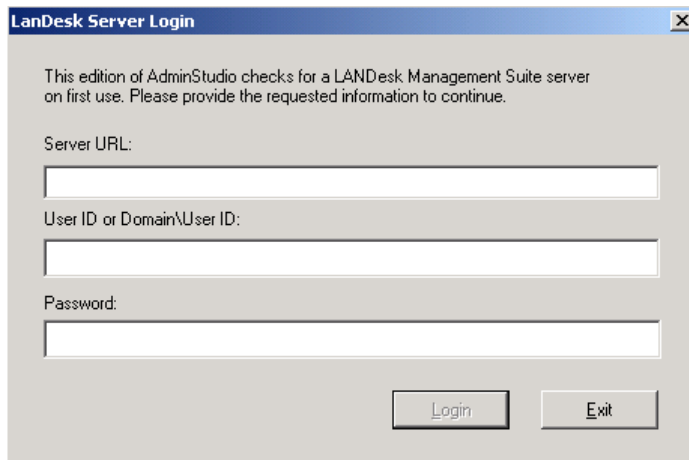 LanDesk Server Login
This edition of AdminStudio checks for a LANDesk Management Suite server
on first use. Please provide the requested information to continue.
Server URL:
User ID or Domain\User ID:
Password:
Login Exit